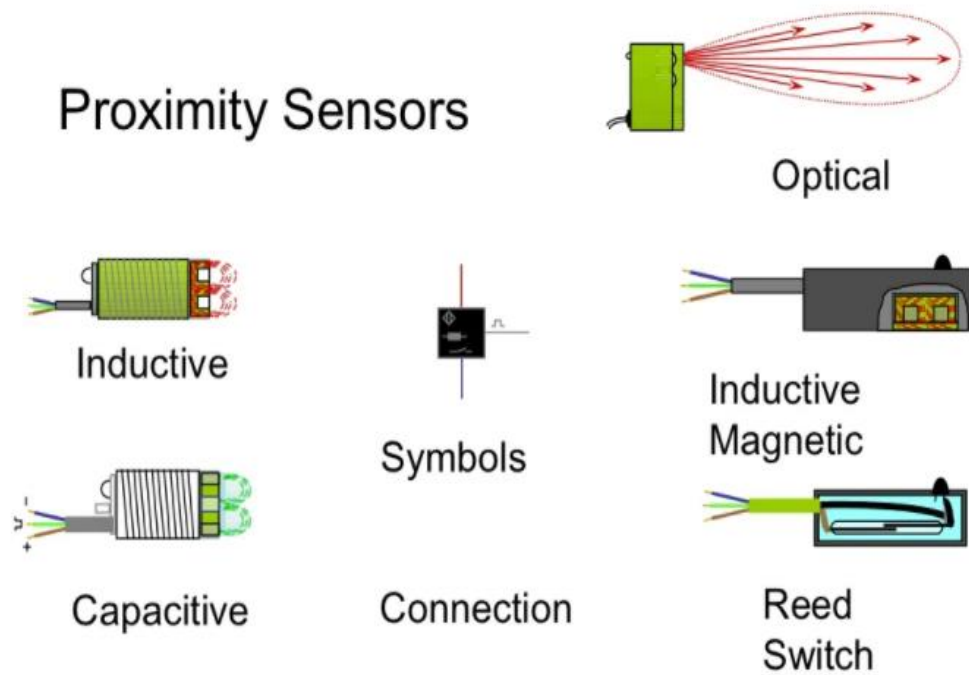 Proximity Sensors
Optical
Inductive
Symbols
Inductive
Magnetic
- 
+
Capacitive
Connection
Reed
Switch